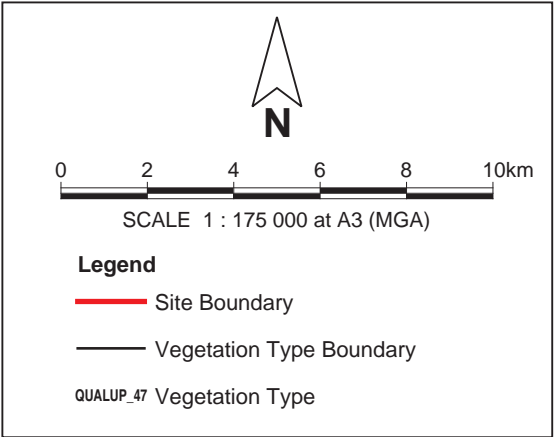 N
0 2 4 6 8 10km
SCALE 1 : 175 000 at A3 (MGA)
Legend
Site Boundary
Vegetation Type Boundary
QUALUP_47 Vegetation Type